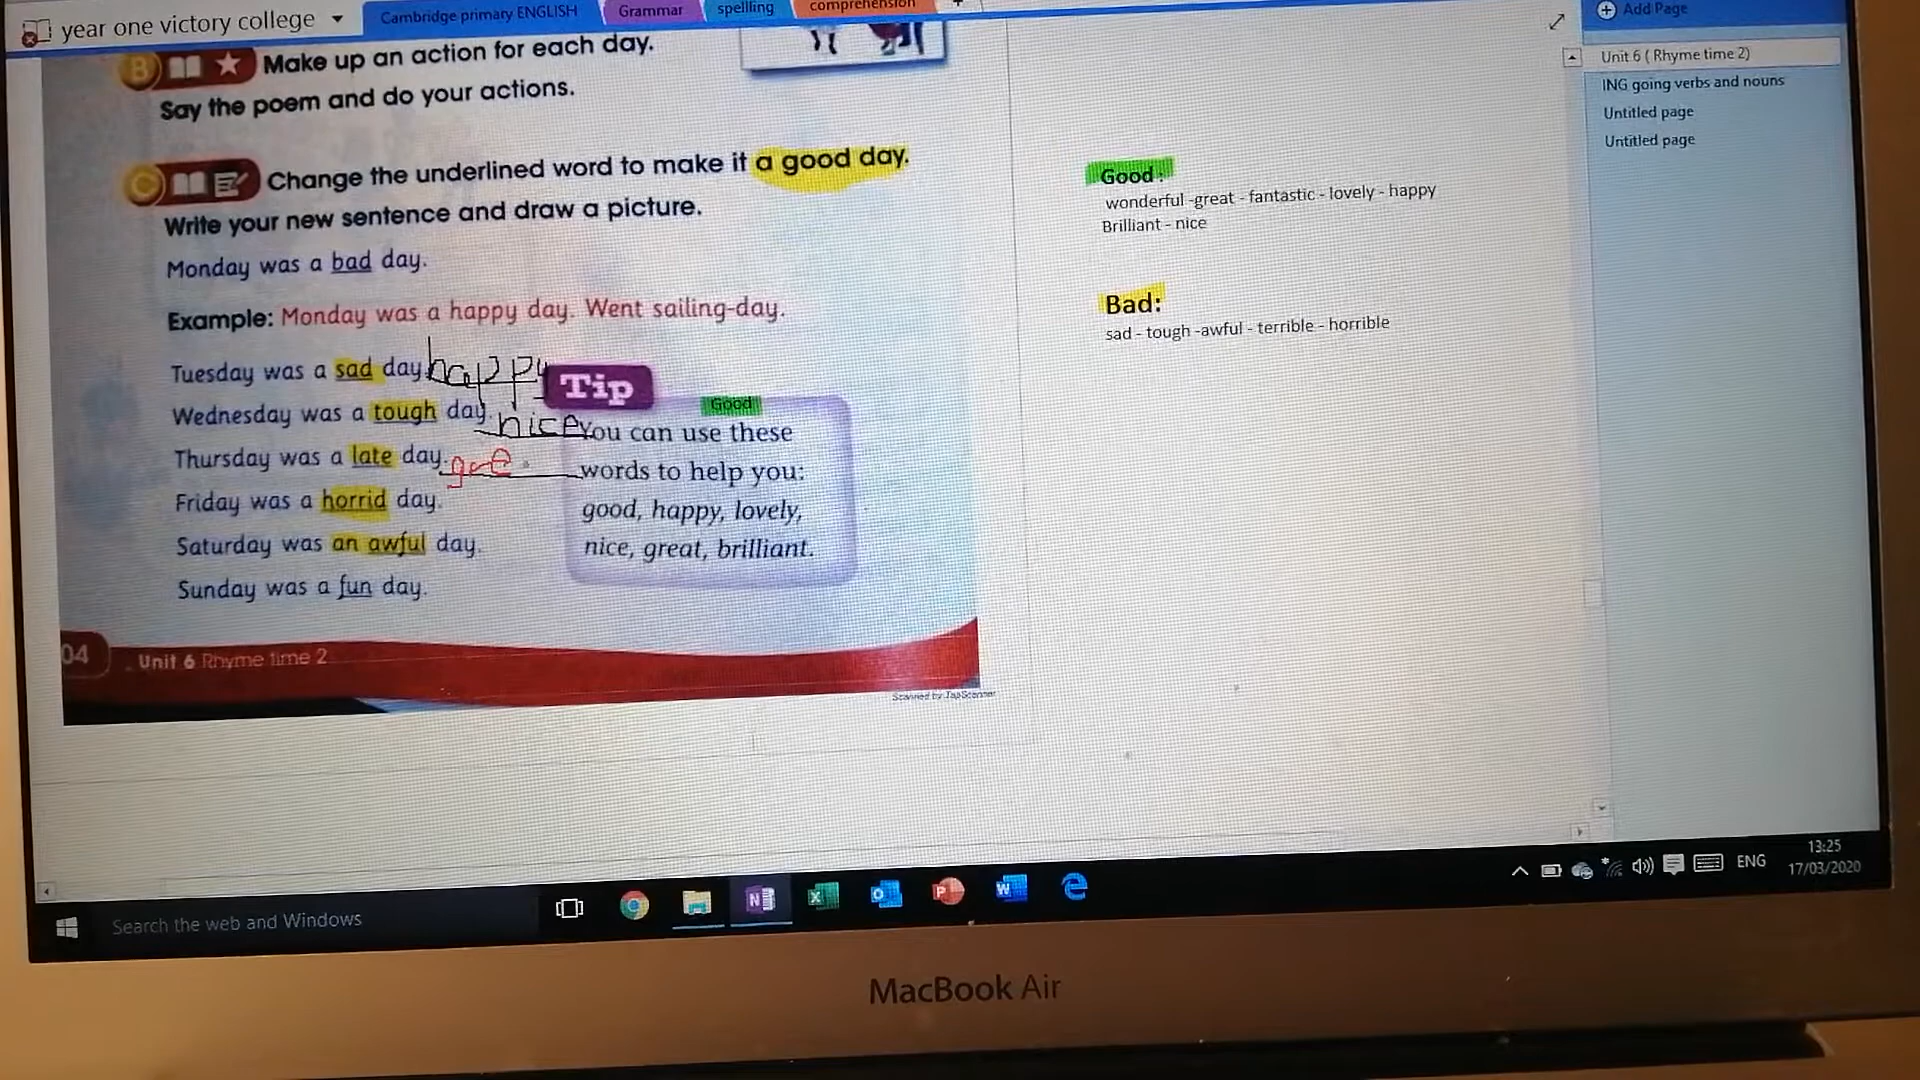 year one victory college
Cambridge primary ENGLISH
Grammar
spelling
comprehension
Add Page
Unit 6 ( Rhyme time 2)
ING going verbs and nouns
Untitled page
Untitled page
B Make up an action for each day.
Say the poem and do your actions.
C Change the underlined word to make it a good day.
Write your new sentence and draw a picture.
Monday was a bad day.
Example: Monday was a happy day. Went sailing-day.
Tuesday was a sad day. happy
Wednesday was a tough day. nice
Thursday was a late day. gre
Friday was a horrid day.
Saturday was an awful day.
Sunday was a fun day.
Tip
Good
You can use these
words to help you:
good, happy, lovely,
nice, great, brilliant.
04 Unit 6 Rhyme time 2
Scanned by TapScanner
Good :
wonderful -great - fantastic - lovely - happy
Brilliant - nice
Bad:
sad - tough -awful - terrible - horrible
Search the web and Windows
ENG
13:25
17/03/2020
MacBook Air